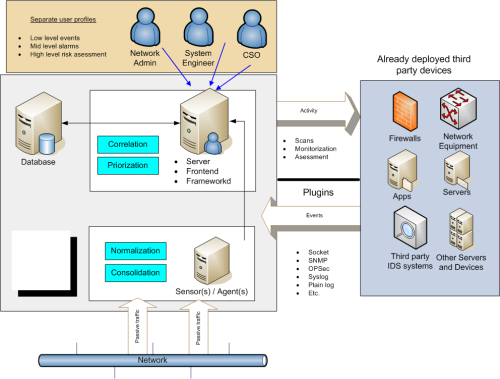 Separate user profiles
Low level events
Mid level alarms
High level risk asessment
Network
Admin
System
Engineer
CSO
Already deployed third
party devices
Database
Correlation
Priorization
Server
Frontend
Frameworkd
Activity
Scans
Monitorization
Asessment
Firewalls
Network
Equipment
Plugins
Apps
Servers
Events
Normalization
Consolidation
Sensor(s) / Agent(s)
Socket
SNMP
OPSec
Syslog
Plain log
Etc.
Third party
IDS systems
Other Servers
and Devices
Passive traffic
Passive traffic
Network